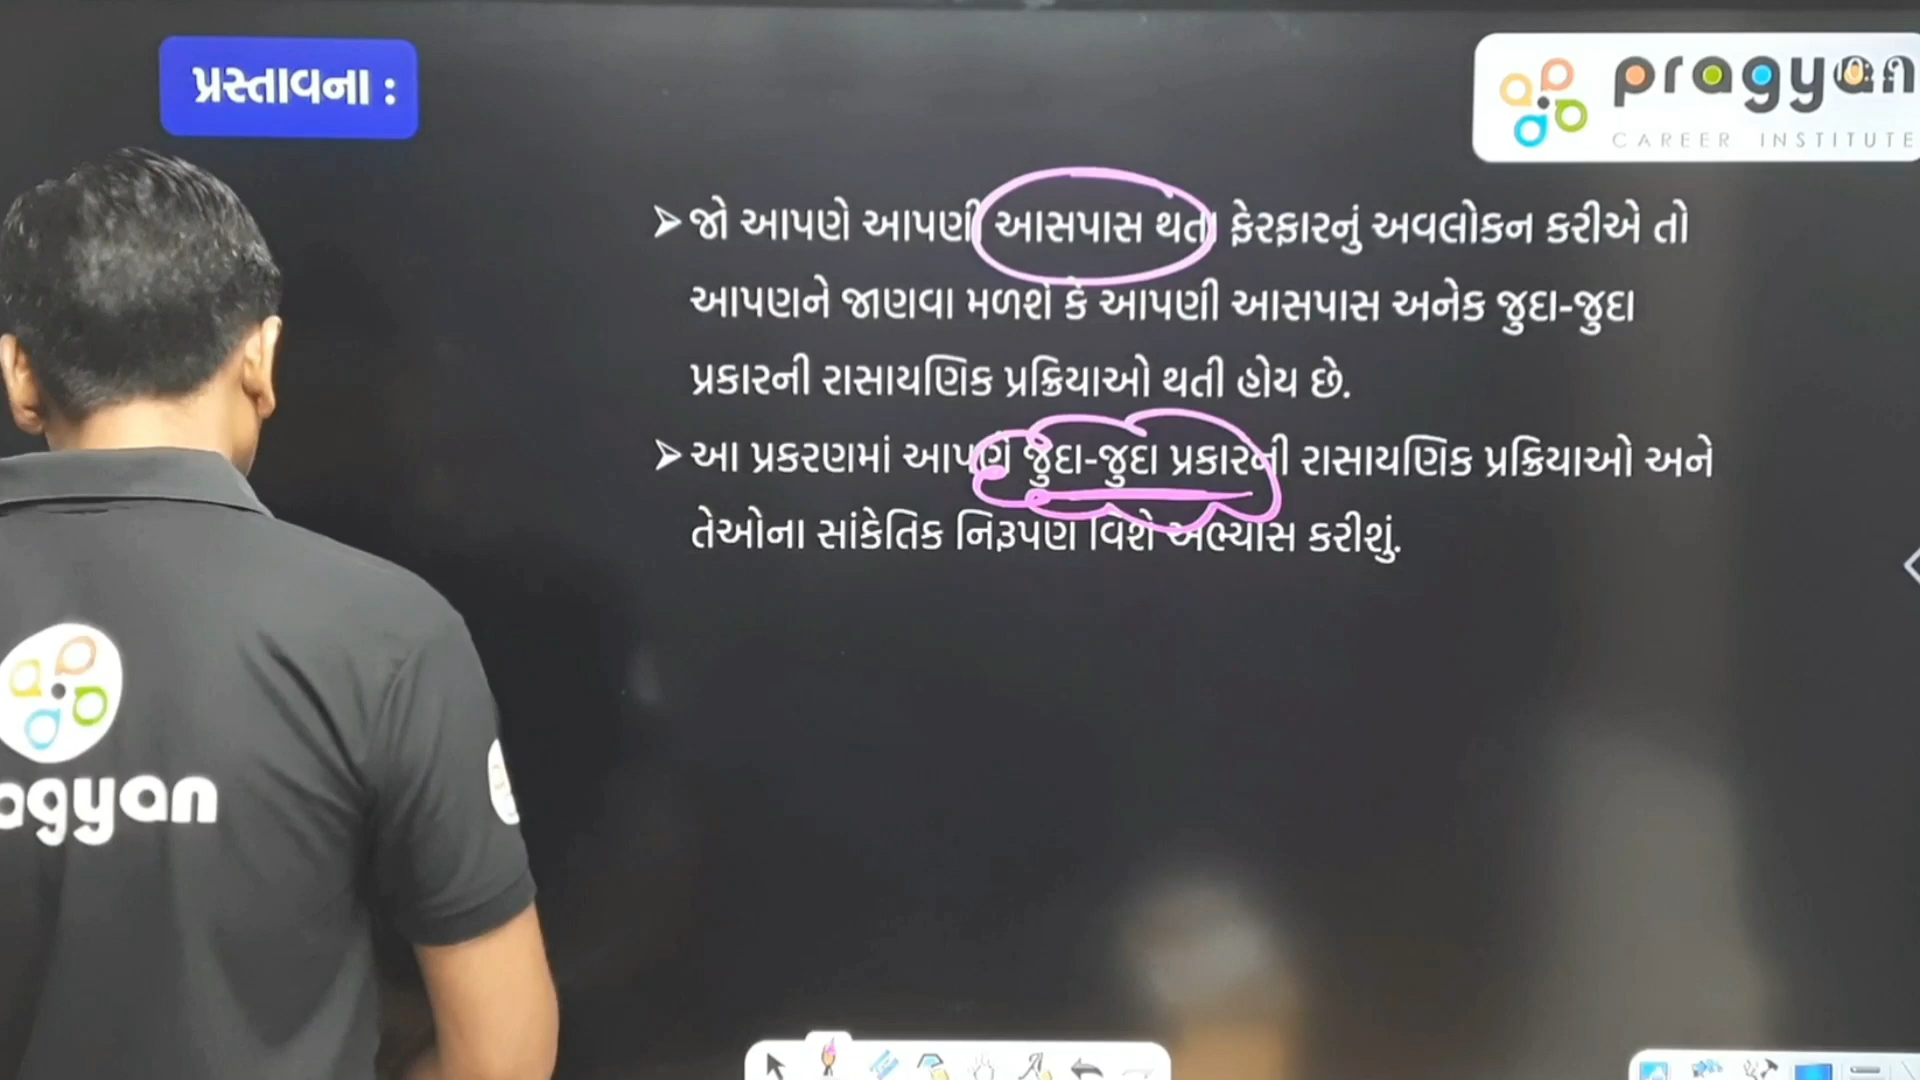 પ્રસ્તાવના :
pragyan
CAREER INSTITUTE
➢ જો આપણે આપણી આસપાસ થતા ફેરફારનું અવલોકન કરીએ તો
આપણને જાણવા મળશે કે આપણી આસપાસ અનેક જુદા-જુદા
પ્રકારની રાસાયણિક પ્રક્રિયાઓ થતી હોય છે.
➢ આ પ્રકરણમાં આપણે જુદા-જુદા પ્રકારની રાસાયણિક પ્રક્રિયાઓ અને
તેઓના સાંકેતિક નિરૂપણ વિશે અભ્યાસ કરીશું.
agyan